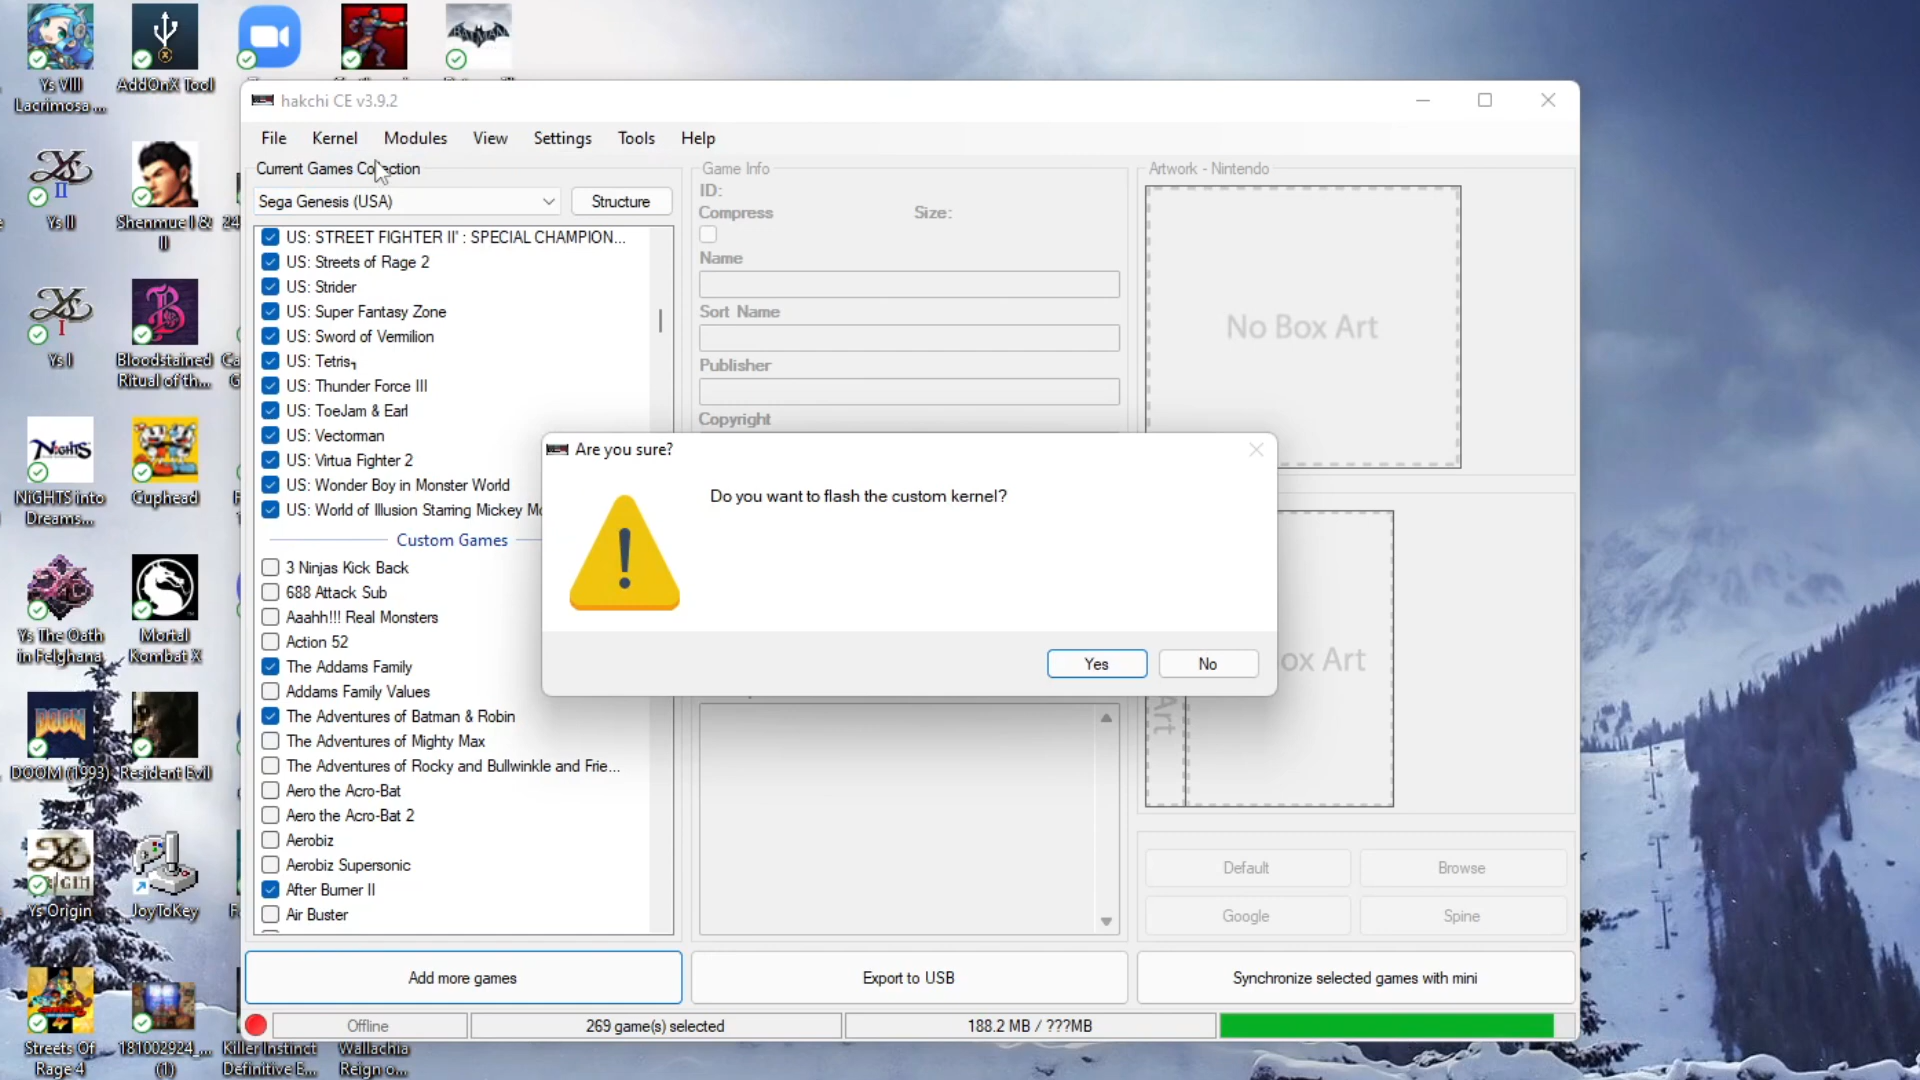 Ys VIII
Lacrimosa ...
AddOnX Tool
hakchi CE v3.9.2
File Kernel Modules View Settings Tools Help
Current Games
Sega Genesis (USA)
Structure
US: STREET FIGHTER II' : SPECIAL CHAMPION...
US: Streets of Rage 2
US: Strider
US: Super Fantasy Zone
US: Sword of Vermilion
US: Tetris
US: Thunder Force III
US: ToeJam & Earl
US: Vectorman
US: Virtua Fighter 2
US: Wonder Boy in Monster World
US: World of Illusion Starring Mickey
Custom Games
3 Ninjas Kick Back
688 Attack Sub
Aaahh!!! Real Monsters
Action 52
The Addams Family
Addams Family Values
The Adventures of Batman & Robin
The Adventures of Mighty Max
The Adventures of Rocky and Bullwinkle and Frie...
Aero the Acro-Bat
Aero the Acro-Bat 2
Aerobiz
Aerobiz Supersonic
After Burner II
Air Buster
Game Info
ID:
Compress
Size:
Name
Sort Name
Publisher
Copyright
Artwork - Nintendo
No Box Art
Are you sure?
Do you want to flash the custom kernel?
Yes
No
Art
Default
Browse
Google
Spine
Add more games
Export to USB
Synchronize selected games with mini
Offline
269 game(s) selected
188.2 MB / ???MB
BATMAN
YS
II
Ys II
Shenmue I &
II
YS
I
Ys I
Bloodstained
Ritual of th...
NiGHTS
NiGHTS into
Dreams...
Cuphead
Ys The Oath
in Felghana
Mortal
Kombat X
DOOM
DOOM (1993)
Resident Evil
Ys Origin
JoyToKey
Streets Of
Rage 4
181002924_...
(1)
Killer Instinct
Definitive E...
Wallachia
Reign o...